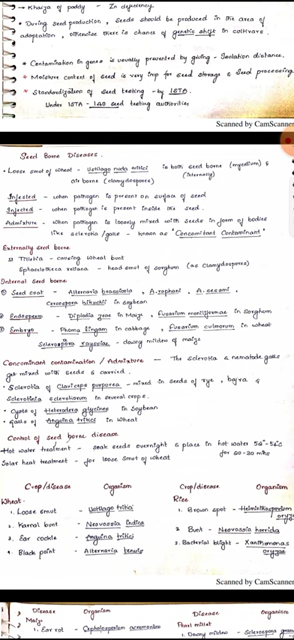 → Khaira of paddy - Zn deficiency
• During seed production, seeds should be produced in the area of
adaptation, otherwise there is chance of genetic shift in cultivars.
• Contamination in gene is usually prevented by giving - Isolation distance.
* Moisture content of seed is very imp for seed storage & seed processing
* Standardization of seed testing - by ISTA.
Under ISTA - 140 seed testing authorities
Scanned by CamScanner
Seed Borne Diseases.
• Loose smut of wheat - Ustilago nuda tritici is both seed borne (mycelium) &
(internally)
air borne (clamydospores)
Infested - when pathogen is present on surface of seed
Infected - when pathogen is present inside the seed.
Admixture - when pathogen is loosely mixed with seeds in form of bodies
like sclerotia/galls - known as "Concomitant Contaminant"
Externally seed borne
Tilletia - causing Wheat bunt
Sphacelotheca reiliana - head smut of sorghum (as Clamydospores)
Internal seed borne
① Seed coat - Alternaria brassicola, A. raphani,
Cercospora kikuchii in soybean
② Endosperm - Diplodia zeae in Maize, Fusarium moniliformae in Sorghum
③ Embryo - Phoma lingam in cabbage, Fusarium culmorum in wheat
- downy mildew of maize
Concominant contamination / Admixture - The sclerotia & nematode galls
get mixed with seeds & carried.
• Sclerotia of Claviceps purpurea - mixed in seeds of rye, bajra &
Sclerotinia sclerotiorum in several crops.
• Cysts of Heterodera glycines in Soybean
• Galls of Anguina tritici in Wheat
Control of seed borne disease
Hot water treatment - soak seeds overnight & place in hot water 52°-54°C
for 20-30 mins
Solar heat treatment - for loose smut of wheat
Crop/disease Organism Crop/disease Organism
Wheat- Rice
1. Loose smut - Ustilago tritici 1. Brown spot - Helminthosporium oryzae
2. Karnal bunt - Neovossia indica 2. Bunt - Neovossia horrida
3. Ear cockle - Anguina tritici 3. Bacterial blight - Xanthomonas oryzae
4. Black point - Alternaria tenuis
Scanned by CamScanner
Disease Organism Disease Organism
Maize Pearl millet
1. Ear rot - Cephalosporium acremonium 1. Downy mildew - Sclerospora